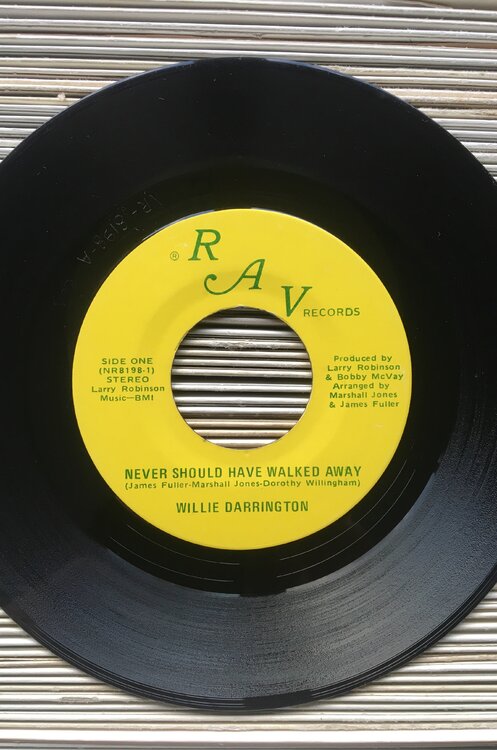 ® R A V RECORDS
SIDE ONE
(NR8198-1)
STEREO
Larry Robinson
Music—BMI
Produced by
Larry Robinson
& Bobby McVay
Arranged by
Marshall Jones
& James Fuller
NEVER SHOULD HAVE WALKED AWAY
(James Fuller-Marshall Jones-Dorothy Willingham)
WILLIE DARRINGTON